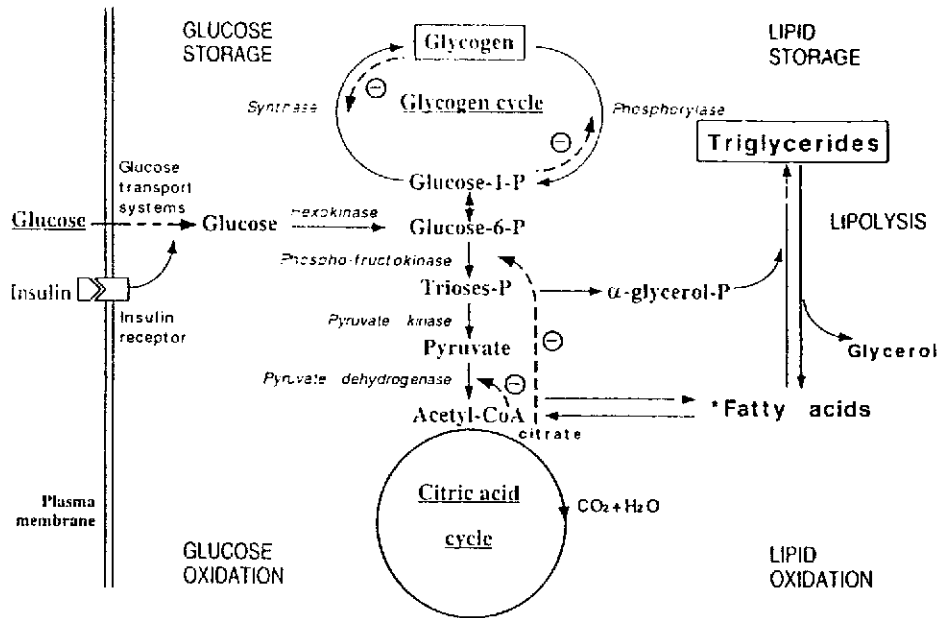 GLUCOSE
STORAGE
LIPID
STORAGE
Glycogen
Synthase
Glycogen cycle
Phosphorylase
Triglycerides
Glucose
transport
systems
Glucose-1-P
Glucose
Glucose
Hexokinase
Glucose-6-P
LIPOLYSIS
Phospho-fructokinase
Insulin
Trioses-P
α-glycerol-P
Insulin
receptor
Pyruvate kinase
Pyruvate
Glycerol
Pyruvate dehydrogenase
Acetyl-CoA
*Fatty acids
citrate
Plasma
membrane
Citric acid
cycle
CO₂+H₂O
GLUCOSE
OXIDATION
LIPID
OXIDATION